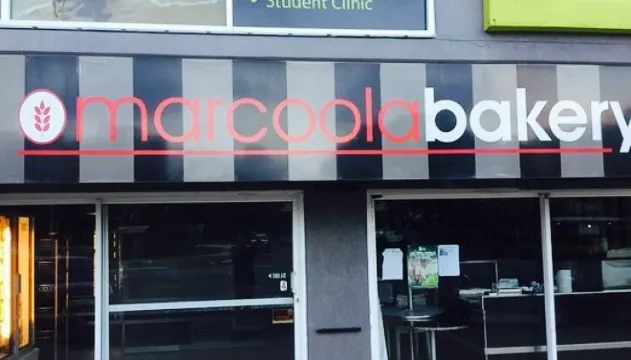 • Student Clinic
marcoolabakery